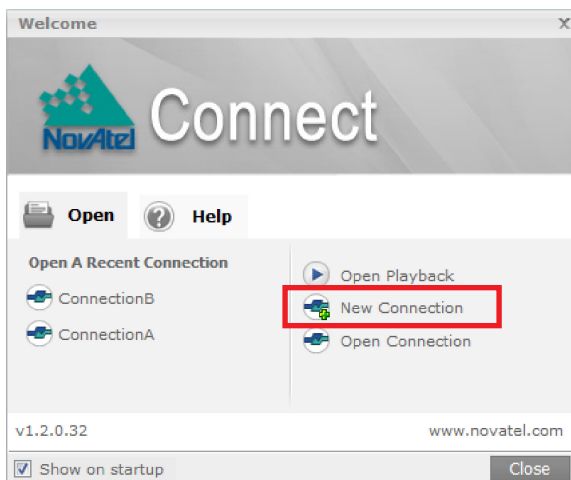 Welcome
X
NovAtel
Connect
Open
Help
Open A Recent Connection
ConnectionB
ConnectionA
Open Playback
New Connection
Open Connection
v1.2.0.32
www.novatel.com
Show on startup
Close